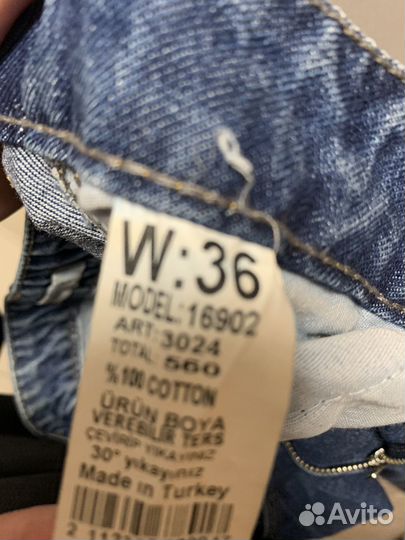 W:36
MODEL:16902
ART:3024
TOTAL:560
%100 COTTON
ÜRÜN BOYA
VEREBİLİR TERS
ÇEVİRİP YIKAYINIZ
30° yıkayınız
Made in Turkey
Avito